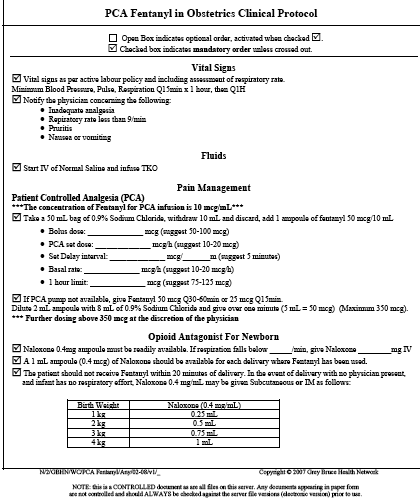 PCA Fentanyl in Obstetrics Clinical Protocol
☐ Open Box indicates optional order, activated when checked ☑.
☑ Checked box indicates mandatory order unless crossed out.
Vital Signs
☑ Vital signs as per active labour policy and including assessment of respiratory rate.
Minimum Blood Pressure, Pulse, Respiration Q15min x 1 hour, then Q1H
☑ Notify the physician concerning the following:
• Inadequate analgesia
• Repiratory rate less than 9/min
• Pruritis
• Nausea or vomiting
Fluids
☑ Start IV of Normal Saline and infuse TKO
Pain Management
Patient Controlled Analgesia (PCA)
***The concentration of Fentanyl for PCA infusion is 10 mcg/mL***
☑ Take a 50 mL bag of 0.9% Sodium Chloride, withdraw 10 mL and discard, add 1 ampoule of fentanyl 50 mcg/10 mL
• Bolus dose: ______________ mcg (suggest 50-100 mcg)
• PCA set dose: ______________ mcg/h (suggest 10-20 mcg)
• Set Delay interval: ______________ mcg/_______m (suggest 5 minutes)
• Basal rate: ______________ mcg/h (suggest 10-20 mcg/h)
• 1 hour limit: ______________ mcg (suggest 75-125 mcg)
☑ If PCA pump not available, give Fentanyl 50 mcg Q30-60min or 25 mcg Q15min.
Dilute 2 mL ampoule with 8 mL of 0.9% Sodium Chloride and give over one minute (5 mL = 50 mcg) (Maximum 350 mcg).
*** Further dosing above 350 mcg at the discretion of the physician
Opioid Antagonist For Newborn
☑ Naloxone 0.4mg ampoule must be readily available. If respiration falls below ______/min, give Naloxone ________mg IV
☑ A 1 mL ampoule (0.4 mcg) of Naloxone should be available for each delivery where Fentanyl has been used.
☑ The patient should not receive Fentanyl within 20 minutes of delivery. In the event of delivery with no physician present,
and infant has no respiratory effort, Naloxone 0.4 mg/mL may be given Subcutaneous or IM as follows:
Birth Weight Naloxone (0.4 mg/mL)
1 kg 0.25 mL
2 kg 0.5 mL
3 kg 0.75 mL
4 kg 1 mL
N/2/GBHN/WC/PCA Fentanyl/Any/02-08/v1/_ Copyright © 2007 Grey Bruce Health Network
NOTE: this is a CONTROLLED document as are all files on this server. Any documents appearing in paper form
are not controlled and should ALWAYS be checked against the server file versions (electronic version) prior to use.